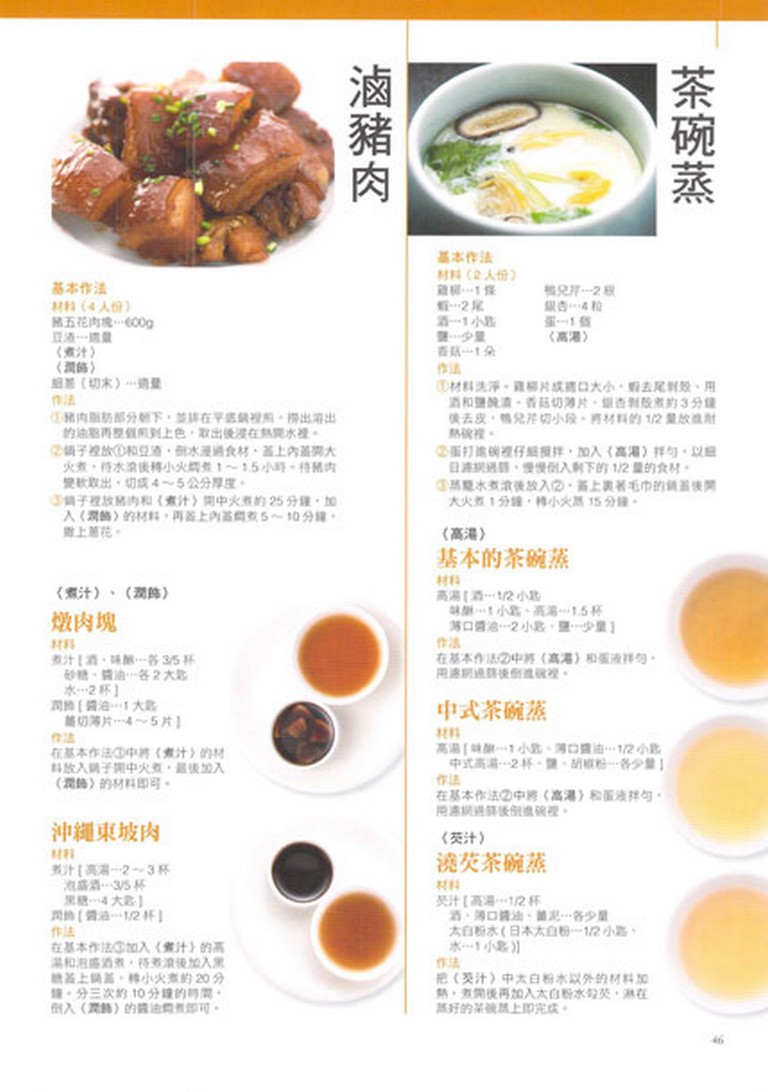 滷豬肉
基本作法
材料（4人份）
豬五花肉塊…600g
豆渣…適量
〈煮汁〉
〈潤飾〉
細蔥（切末）…適量
作法
①豬肉脂肪部分朝下，並排在平底鍋裡煎。撈出溶出
的油脂再整個煎到上色，取出後浸在熱開水裡。
②鍋子裡放①和豆渣，倒水漫過食材，蓋上內蓋開大
火煮，待水滾後轉小火燜煮1～1.5小時。待豬肉
變軟取出，切成4～5公分厚度。
③鍋子裡放豬肉和〈煮汁〉開中火煮約25分鐘，加
入〈潤飾〉的材料，再蓋上內蓋燜煮5～10分鐘，
撒上蔥花。
〈煮汁〉、〈潤飾〉
燉肉塊
材料
煮汁 [ 酒、味醂…各3/5杯
砂糖、醬油…各2大匙
水…2杯 ]
潤飾 [ 醬油…1大匙
薑切薄片…4～5片 ]
作法
在基本作法③中將〈煮汁〉的材
料放入鍋子開中火煮，最後加入
〈潤飾〉的材料即可。
沖繩東坡肉
材料
煮汁 [ 高湯…2～3杯
泡盛酒…3/5杯
黑糖…4大匙 ]
潤飾 [ 醬油…1/2杯 ]
作法
在基本作法③加入〈煮汁〉的高
湯和泡盛酒煮，待煮滾後加入黑
糖蓋上鍋蓋，轉小火煮約20分
鐘。分三次約10分鐘的時間，
倒入〈潤飾〉的醬油燜煮即可。
茶碗蒸
基本作法
材料（2人份）
雞柳…1條 鴨兒芹…2根
蝦…2尾 銀杏…4粒
酒…1小匙 蛋…1個
鹽…少量 〈高湯〉
香菇…1朵
作法
①材料洗淨。雞柳片成適口大小，蝦去尾剝殼、用
酒和鹽醃漬。香菇切薄片、銀杏剝殼煮約3分鐘
後去皮，鴨兒芹切小段。將材料的1/2量放進耐
熱碗裡。
②蛋打進碗裡仔細攪拌，加入〈高湯〉拌勻，以細
目濾網過篩，慢慢倒入剩下的1/2量的食材。
③蒸籠水煮滾後放入②，蓋上裹著毛巾的鍋蓋後開
大火煮1分鐘，轉小火蒸15分鐘。
〈高湯〉
基本的茶碗蒸
材料
高湯 [ 酒…1/2小匙
味醂…1小匙、高湯…1.5杯
薄口醬油…2小匙、鹽…少量 ]
作法
在基本作法②中將〈高湯〉和蛋液拌勻，
用濾網過篩後倒進碗裡。
中式茶碗蒸
材料
高湯 [ 味醂…1小匙、薄口醬油…1/2小匙
中式高湯…2杯、鹽、胡椒粉…各少量 ]
作法
在基本作法②中將〈高湯〉和蛋液拌勻，
用濾網過篩後倒進碗裡。
〈芡汁〉
澆芡茶碗蒸
材料
芡汁 [ 高湯…1/2杯
酒、薄口醬油、薑泥…各少量
太白粉水 ( 日本太白粉…1/2小匙、
水…1小匙 )]
作法
把〈芡汁〉中太白粉水以外的材料加
熱，煮開後再加入太白粉水勾芡，淋在
蒸好的茶碗蒸上即完成。
46